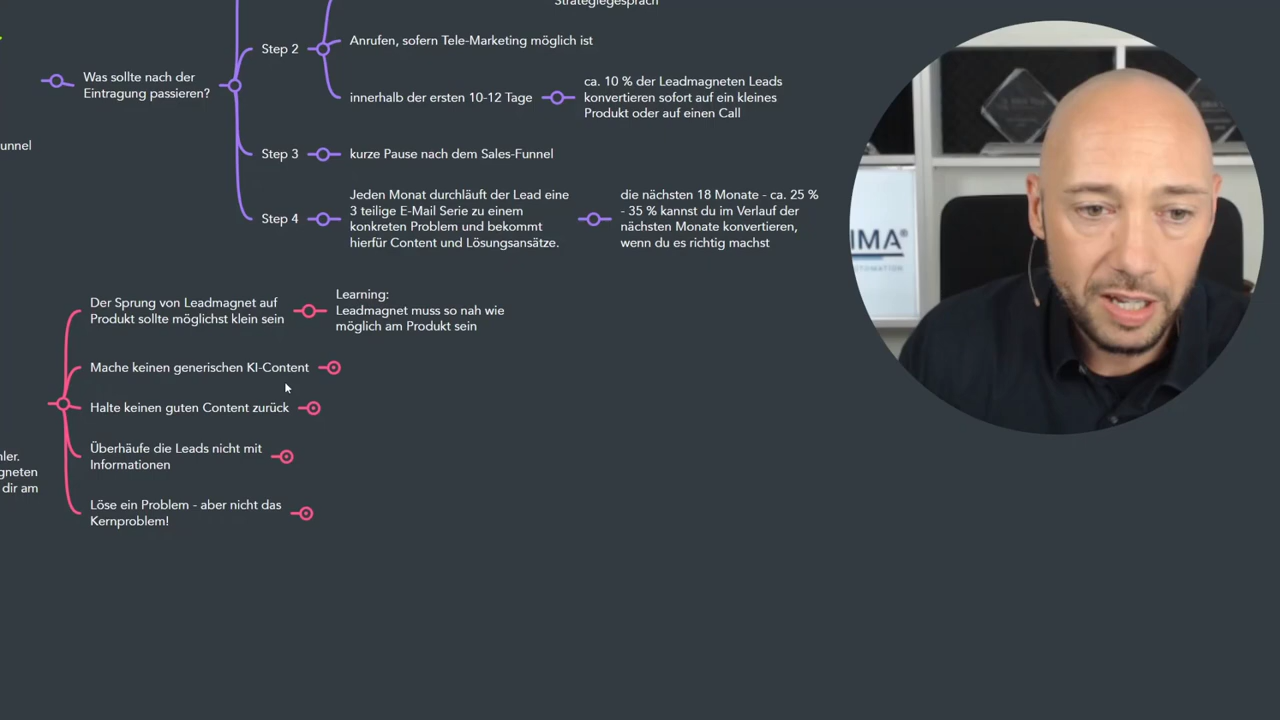 Strategiegespräch
Step 2
Anrufen, sofern Tele-Marketing möglich ist
Was sollte nach der
Eintragung passieren?
innerhalb der ersten 10-12 Tage
ca. 10 % der Leadmagneten Leads
konvertieren sofort auf ein kleines
Produkt oder auf einen Call
unnel
Step 3
kurze Pause nach dem Sales-Funnel
Step 4
Jeden Monat durchläuft der Lead eine
3 teilige E-Mail Serie zu einem
konkreten Problem und bekommt
hierfür Content und Lösungsansätze.
die nächsten 18 Monate - ca. 25 %
- 35 % kannst du im Verlauf der
nächsten Monate konvertieren,
wenn du es richtig machst
IMA®
AUTOMATION
Der Sprung von Leadmagnet auf
Produkt sollte möglichst klein sein
Learning:
Leadmagnet muss so nah wie
möglich am Produkt sein
Mache keinen generischen KI-Content
Halte keinen guten Content zurück
Überhäufe die Leads nicht mit
Informationen
Löse ein Problem - aber nicht das
Kernproblem!
hler.
gneten
dir am